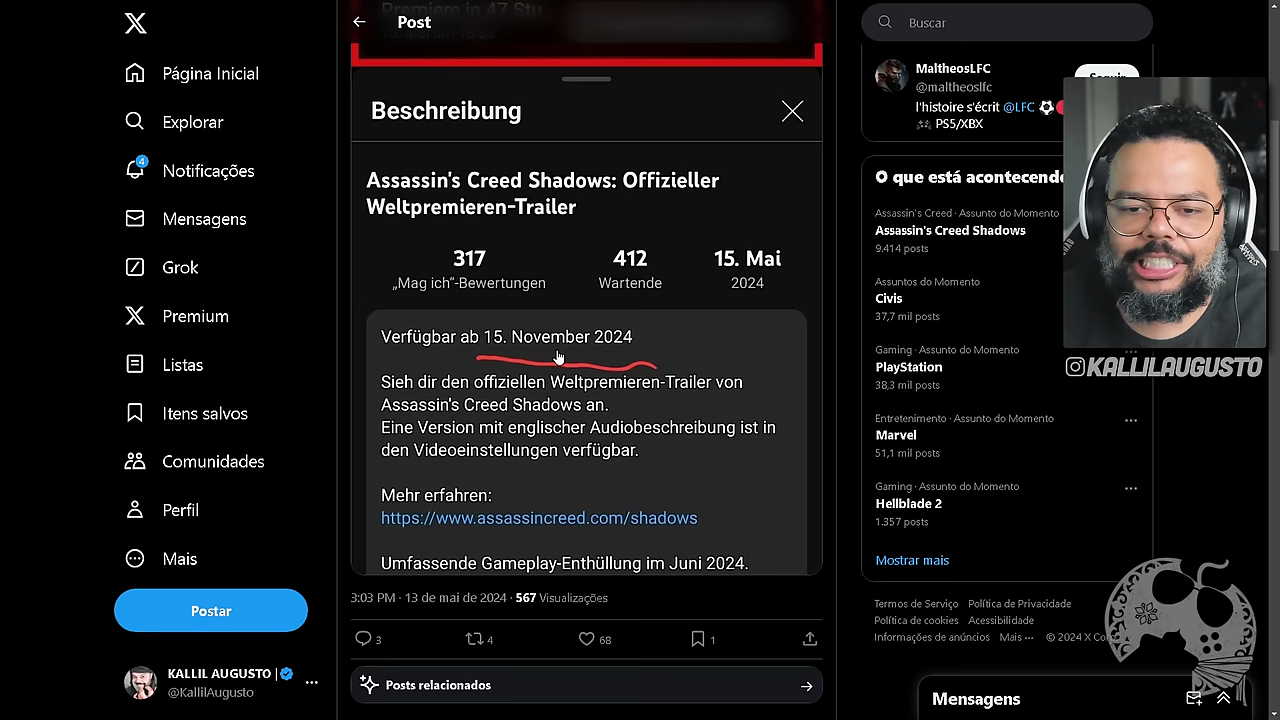 Página Inicial
Explorar
4
Notificações
Mensagens
Grok
Premium
Listas
Itens salvos
Comunidades
Perfil
Mais
Postar
KALLIL AUGUSTO
@KallilAugusto
Post
Premiere in 47 Stu
Beschreibung
Assassin's Creed Shadows: Offizieller
Weltpremieren-Trailer
317 412 15. Mai
„Mag ich“-Bewertungen Wartende 2024
Verfügbar ab 15. November 2024
Sieh dir den offiziellen Weltpremieren-Trailer von
Assassin's Creed Shadows an.
Eine Version mit englischer Audiobeschreibung ist in
den Videoeinstellungen verfügbar.
Mehr erfahren:
https://www.assassincreed.com/shadows
Umfassende Gameplay-Enthüllung im Juni 2024.
3:03 PM · 13 de mai de 2024 · 567 Visualizações
3 4 68 1
Posts relacionados
Buscar
MaltheosLFC
@maltheoslfc
Seguir
l'histoire s'écrit @LFC
PS5/XBX
O que está acontecendo
Assassin's Creed · Assunto do Momento
Assassin's Creed Shadows
9.414 posts
Assuntos do Momento
Civis
37,7 mil posts
Gaming · Assunto do Momento
PlayStation
38,3 mil posts
Entretenimento · Assunto do Momento
Marvel
51,1 mil posts
Gaming · Assunto do Momento
Hellblade 2
1.357 posts
Mostrar mais
Termos de Serviço Política de Privacidade
Política de cookies Acessibilidade
Informações de anúncios Mais ··· © 2024 X Cor
Mensagens
KALLILAUGUSTO